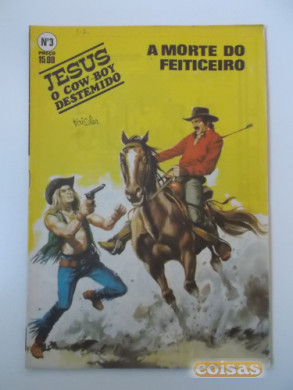 Nº3
PREÇO
15,00
JESUS
O COW-BOY
DESTEMIDO
A MORTE DO
FEITICEIRO
coisas